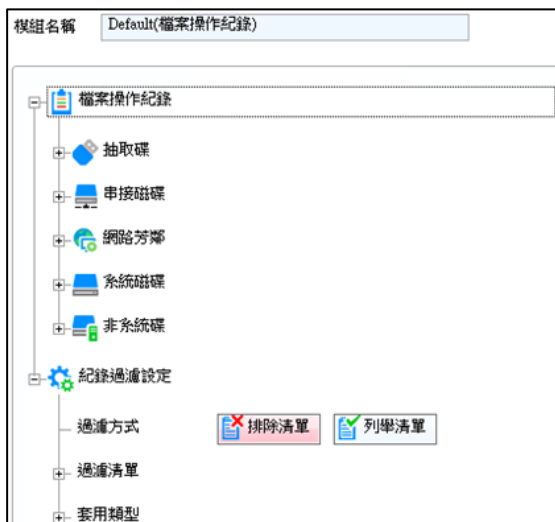 模組名稱 Default(檔案操作紀錄)
檔案操作紀錄
抽取碟
串接磁碟
網路芳鄰
系統磁碟
非系統碟
紀錄過濾設定
過濾方式 排除清單 列舉清單
過濾清單
套用類型